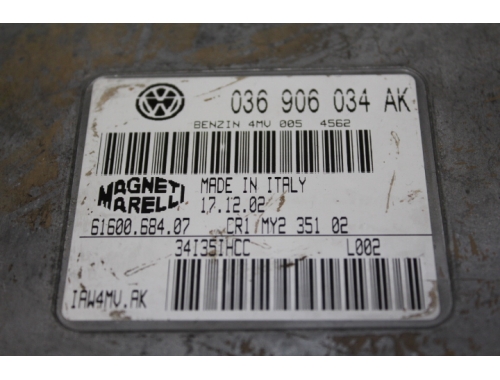 036 906 034 AK
BENZIN 4MV 005 4562
MAGNETI MARELLI
MADE IN ITALY
17.12.02
61600.684.07 CR1 MY2 351 02
34I35IHCC L002
IAW4MV.AK